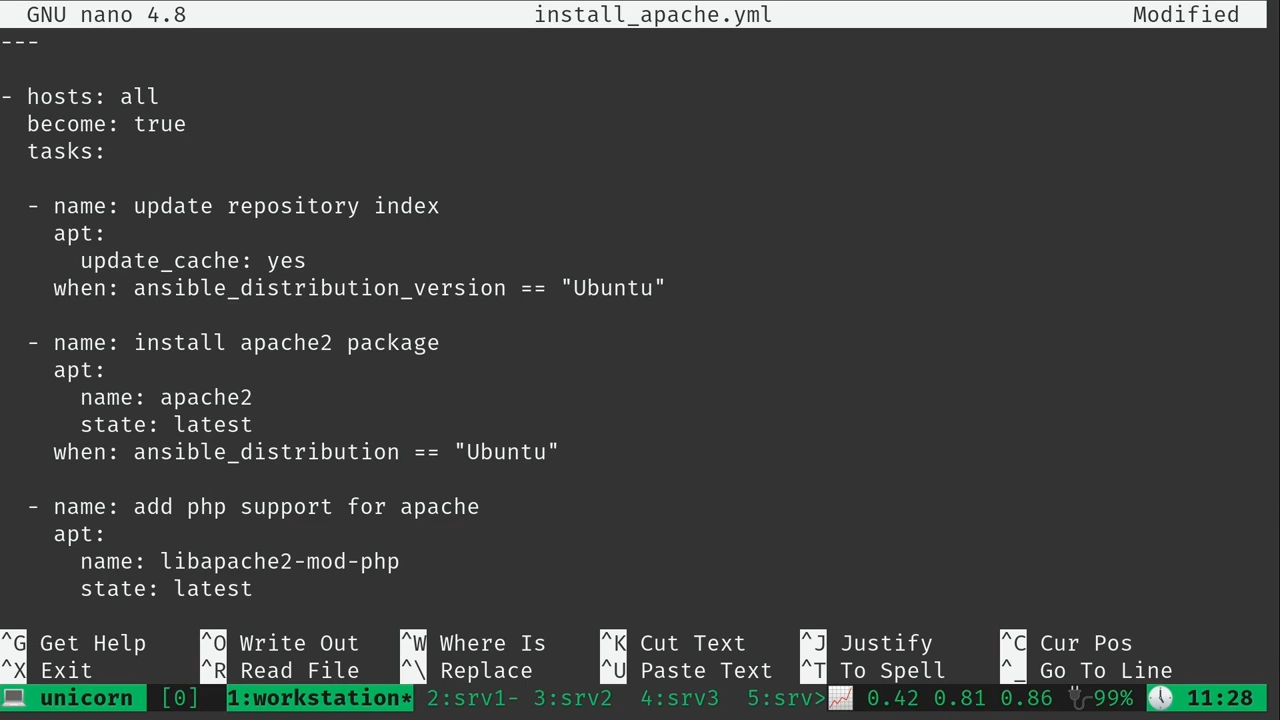 GNU nano 4.8 install_apache.yml Modified
---
- hosts: all
  become: true
  tasks:
  - name: update repository index
    apt:
      update_cache: yes
    when: ansible_distribution_version == "Ubuntu"
  - name: install apache2 package
    apt:
      name: apache2
      state: latest
    when: ansible_distribution == "Ubuntu"
  - name: add php support for apache
    apt:
      name: libapache2-mod-php
      state: latest
^G Get Help ^O Write Out ^W Where Is ^K Cut Text ^J Justify ^C Cur Pos
^X Exit ^R Read File ^\ Replace ^U Paste Text ^T To Spell ^_ Go To Line
unicorn [0] 1:workstation* 2:srv1- 3:srv2 4:srv3 5:srv> 0.42 0.81 0.86 99% 11:28